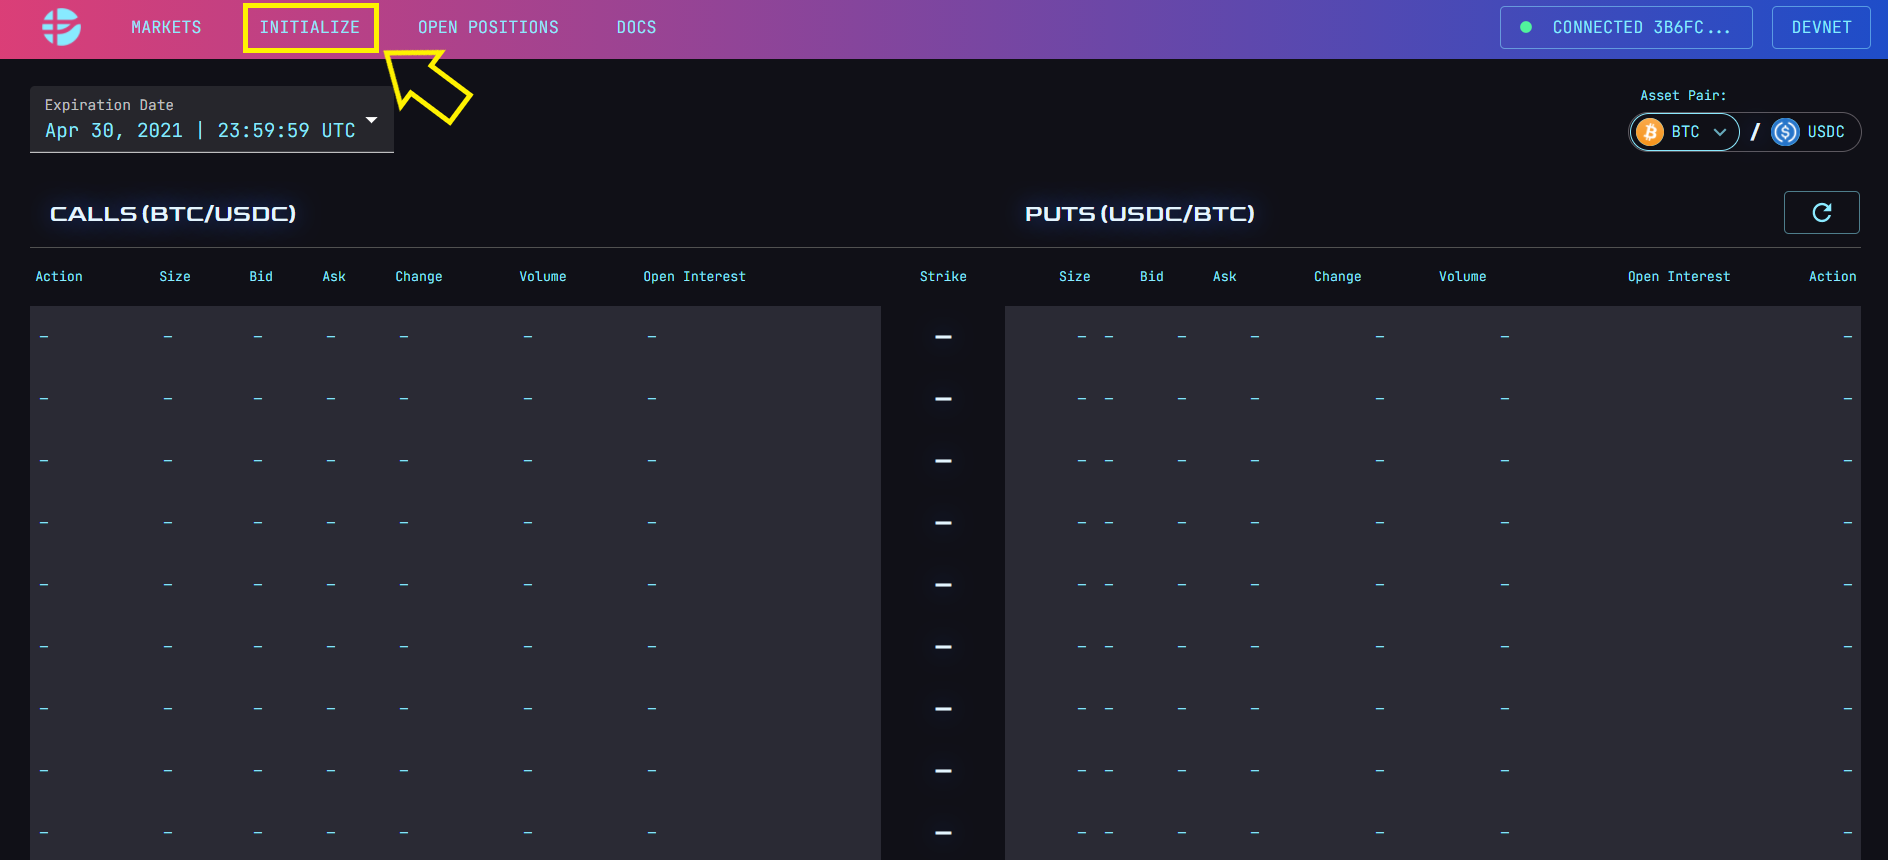 MARKETS INITIALIZE OPEN POSITIONS DOCS CONNECTED 3B6FC... DEVNET
Expiration Date
Apr 30, 2021 | 23:59:59 UTC
Asset Pair:
BTC / USDC
CALLS (BTC/USDC) PUTS (USDC/BTC)
Action Size Bid Ask Change Volume Open Interest Strike Size Bid Ask Change Volume Open Interest Action
– – – – – – – – – – – – – – –
– – – – – – – – – – – – – – –
– – – – – – – – – – – – – – –
– – – – – – – – – – – – – – –
– – – – – – – – – – – – – – –
– – – – – – – – – – – – – – –
– – – – – – – – – – – – – – –
– – – – – – – – – – – – – – –
– – – – – – – – – – – – – – –